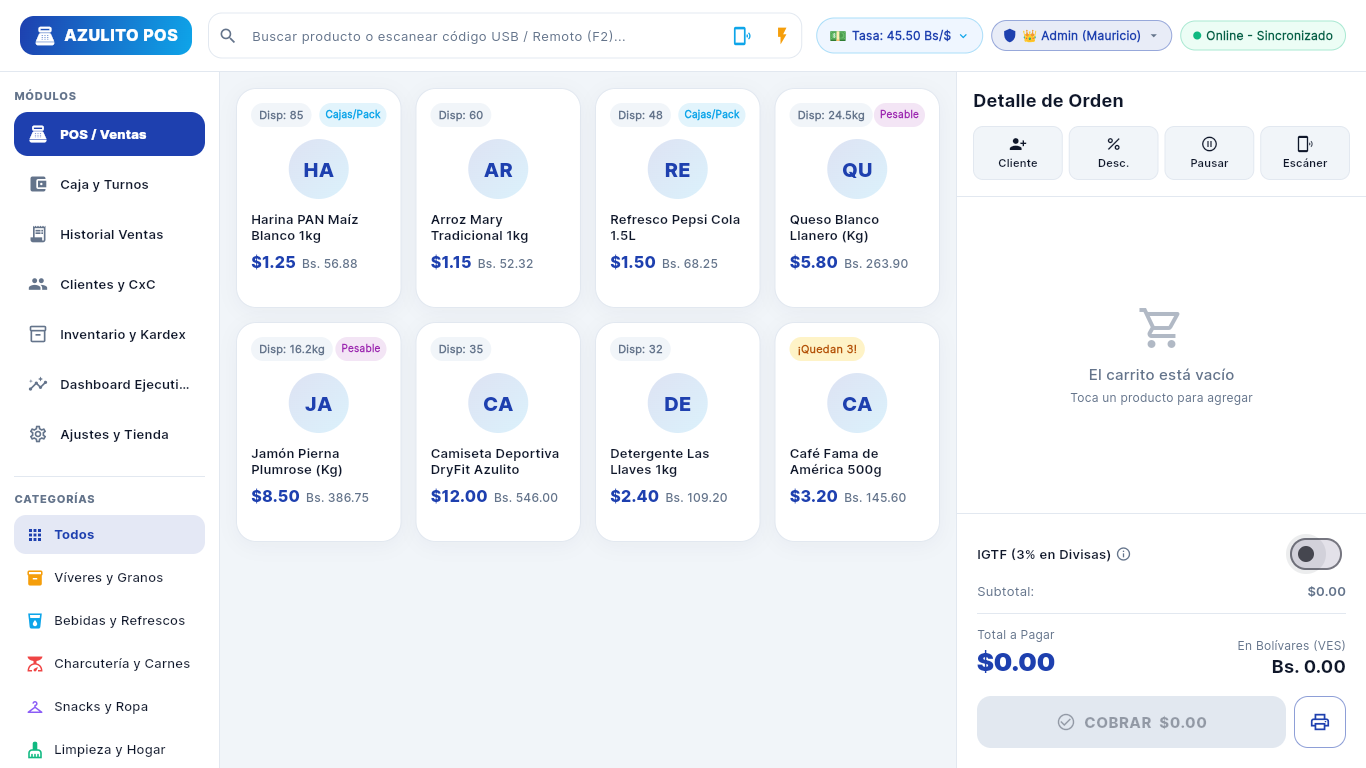 AZULITO POS
Buscar producto o escanear código USB / Remoto (F2)...
Tasa: 45.50 Bs/$
Admin (Mauricio)
Online - Sincronizado
MÓDULOS
POS / Ventas
Caja y Turnos
Historial Ventas
Clientes y CxC
Inventario y Kardex
Dashboard Ejecuti...
Ajustes y Tienda
CATEGORÍAS
Todos
Víveres y Granos
Bebidas y Refrescos
Charcutería y Carnes
Snacks y Ropa
Limpieza y Hogar
Disp: 85
Cajas/Pack
HA
Harina PAN Maíz
Blanco 1kg
$1.25 Bs. 56.88
Disp: 60
AR
Arroz Mary
Tradicional 1kg
$1.15 Bs. 52.32
Disp: 48
Cajas/Pack
RE
Refresco Pepsi Cola
1.5L
$1.50 Bs. 68.25
Disp: 24.5kg
Pesable
QU
Queso Blanco
Llanero (Kg)
$5.80 Bs. 263.90
Disp: 16.2kg
Pesable
JA
Jamón Pierna
Plumrose (Kg)
$8.50 Bs. 386.75
Disp: 35
CA
Camiseta Deportiva
DryFit Azulito
$12.00 Bs. 546.00
Disp: 32
DE
Detergente Las
Llaves 1kg
$2.40 Bs. 109.20
¡Quedan 3!
CA
Café Fama de
América 500g
$3.20 Bs. 145.60
Detalle de Orden
Cliente
Desc.
Pausar
Escáner
El carrito está vacío
Toca un producto para agregar
IGTF (3% en Divisas)
Subtotal: $0.00
Total a Pagar
$0.00
En Bolívares (VES)
Bs. 0.00
COBRAR $0.00